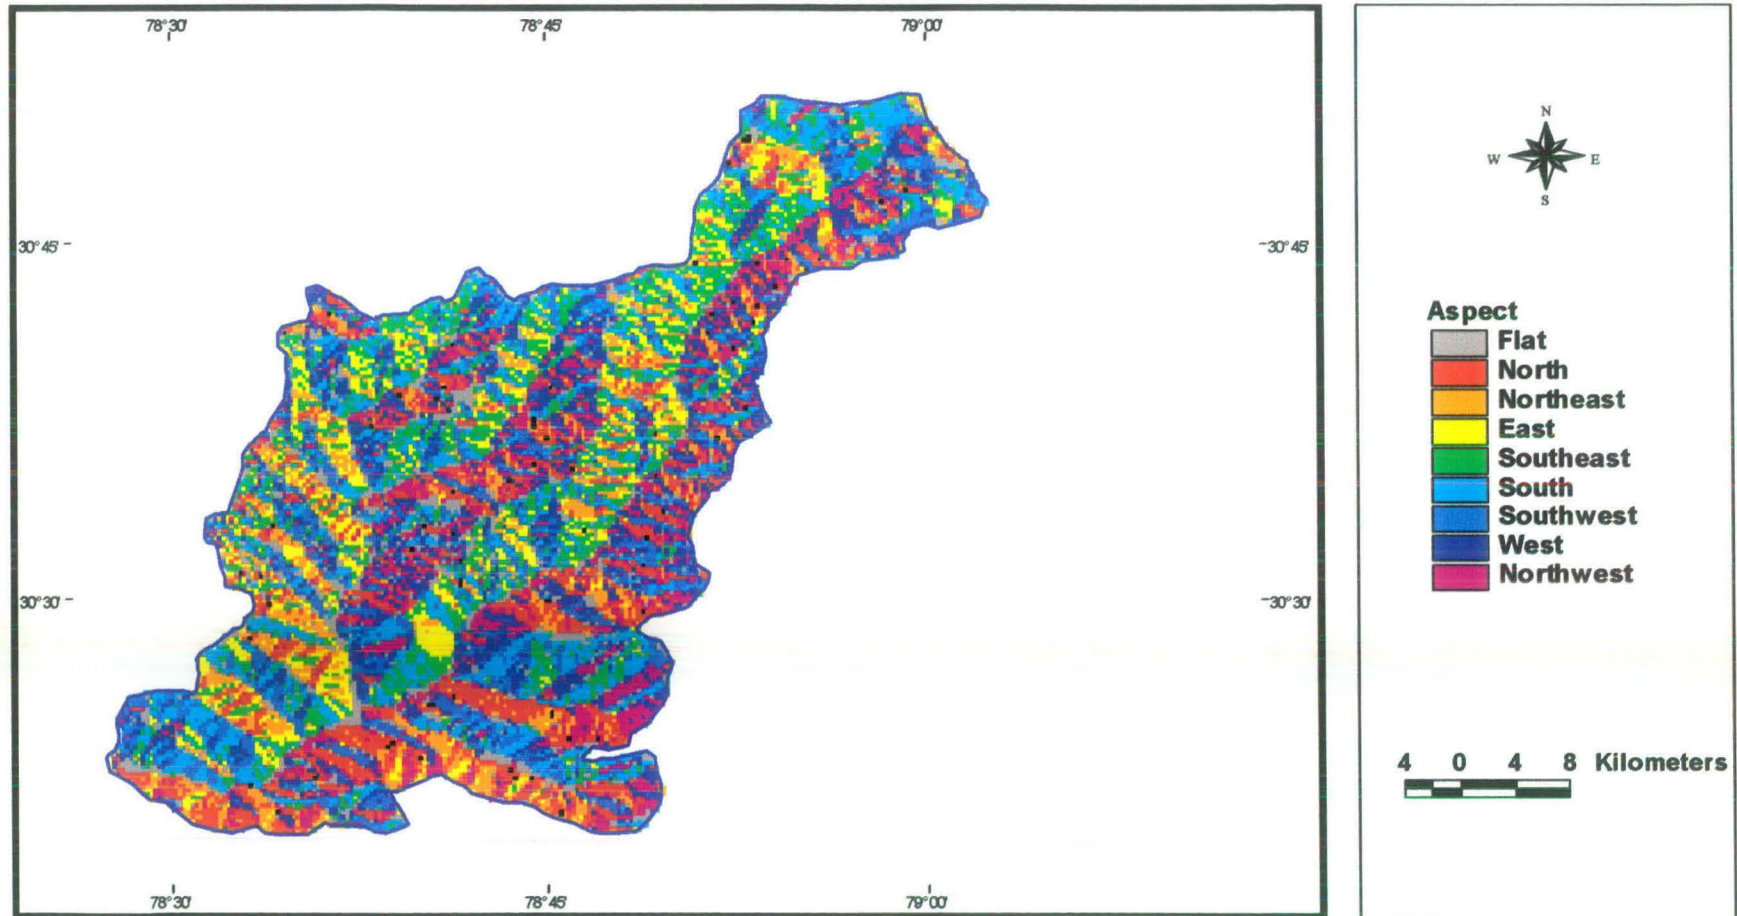 78°30' 78°45' 79°00'
30°45' 30°45'
30°30' 30°30'
78°30' 78°45' 79°00'
N
W E
S
Aspect
Flat
North
Northeast
East
Southeast
South
Southwest
West
Northwest
4 0 4 8 Kilometers